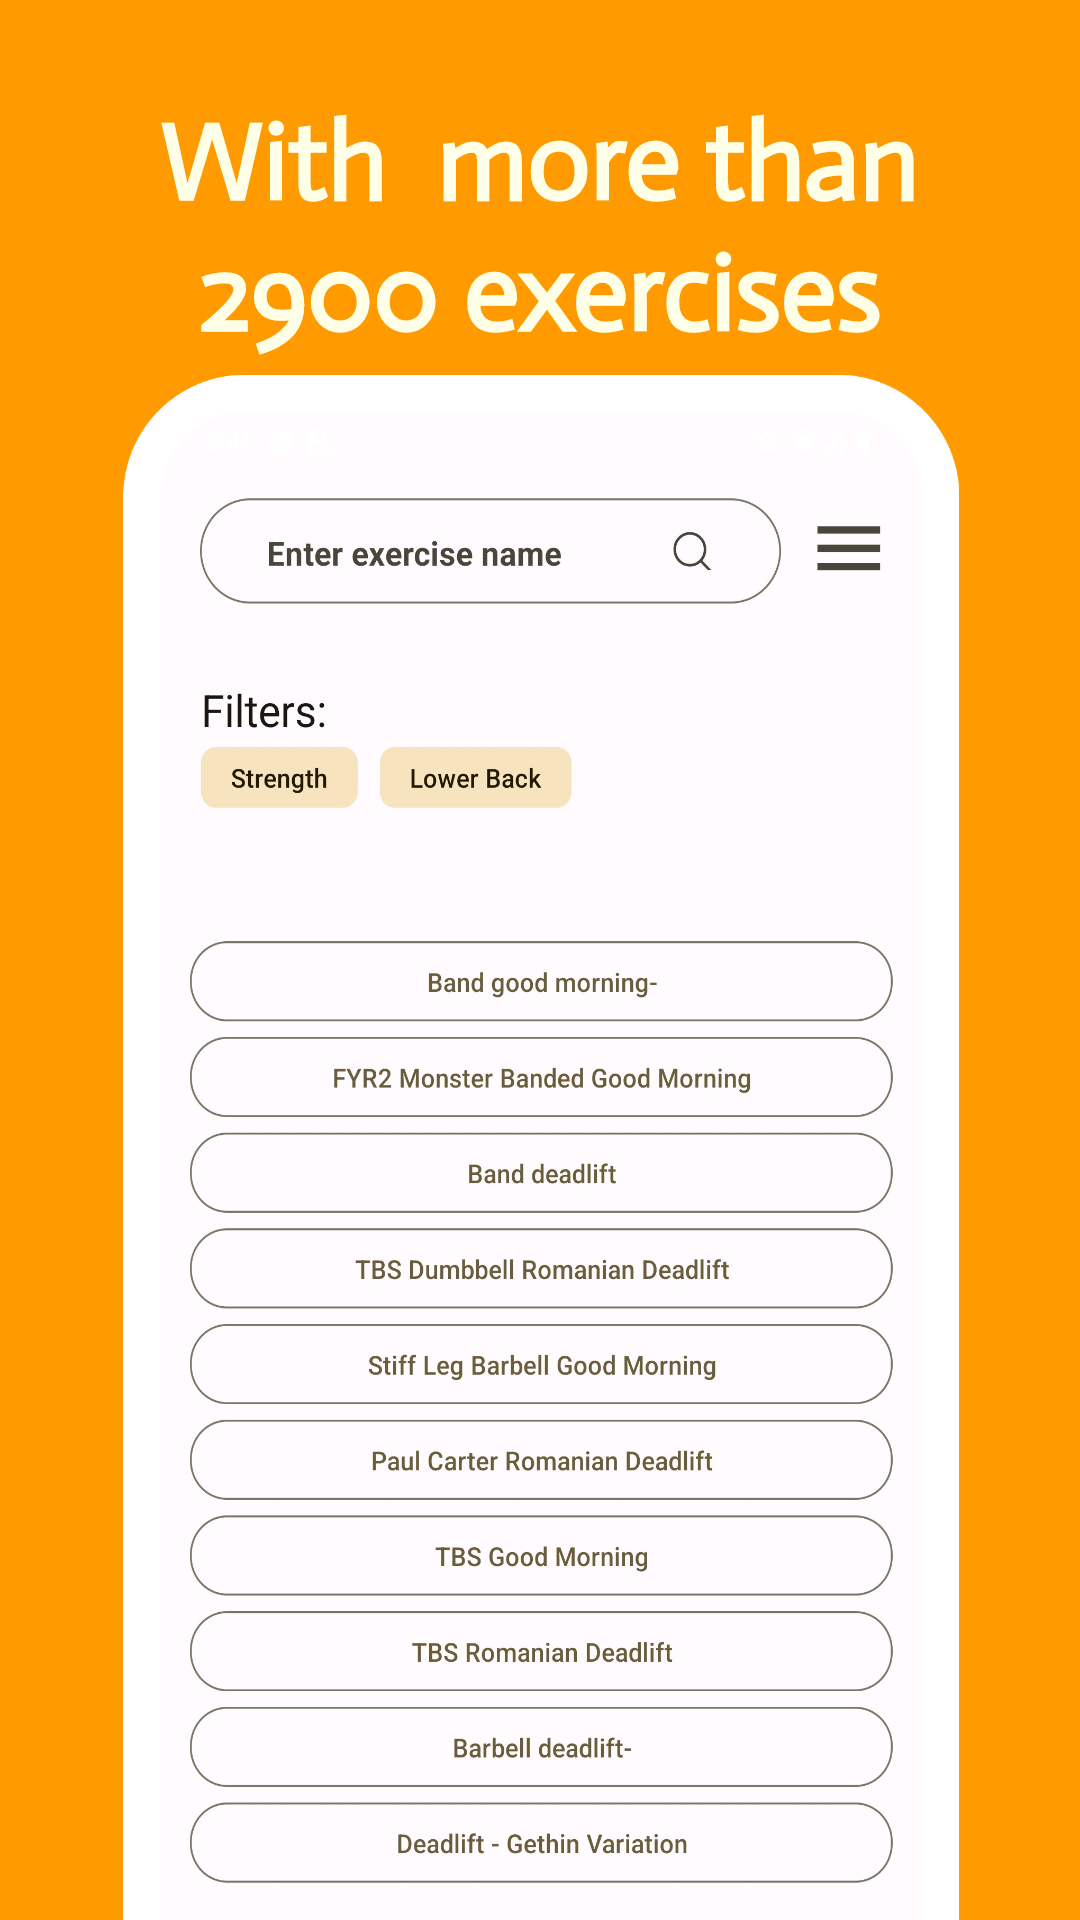 With more than
2900 exercises
Enter exercise name
Filters:
Strength Lower Back
Band good morning-
FYR2 Monster Banded Good Morning
Band deadlift
TBS Dumbbell Romanian Deadlift
Stiff Leg Barbell Good Morning
Paul Carter Romanian Deadlift
TBS Good Morning
TBS Romanian Deadlift
Barbell deadlift-
Deadlift - Gethin Variation